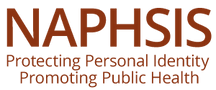 NAPHSIS
Protecting Personal Identity
Promoting Public Health